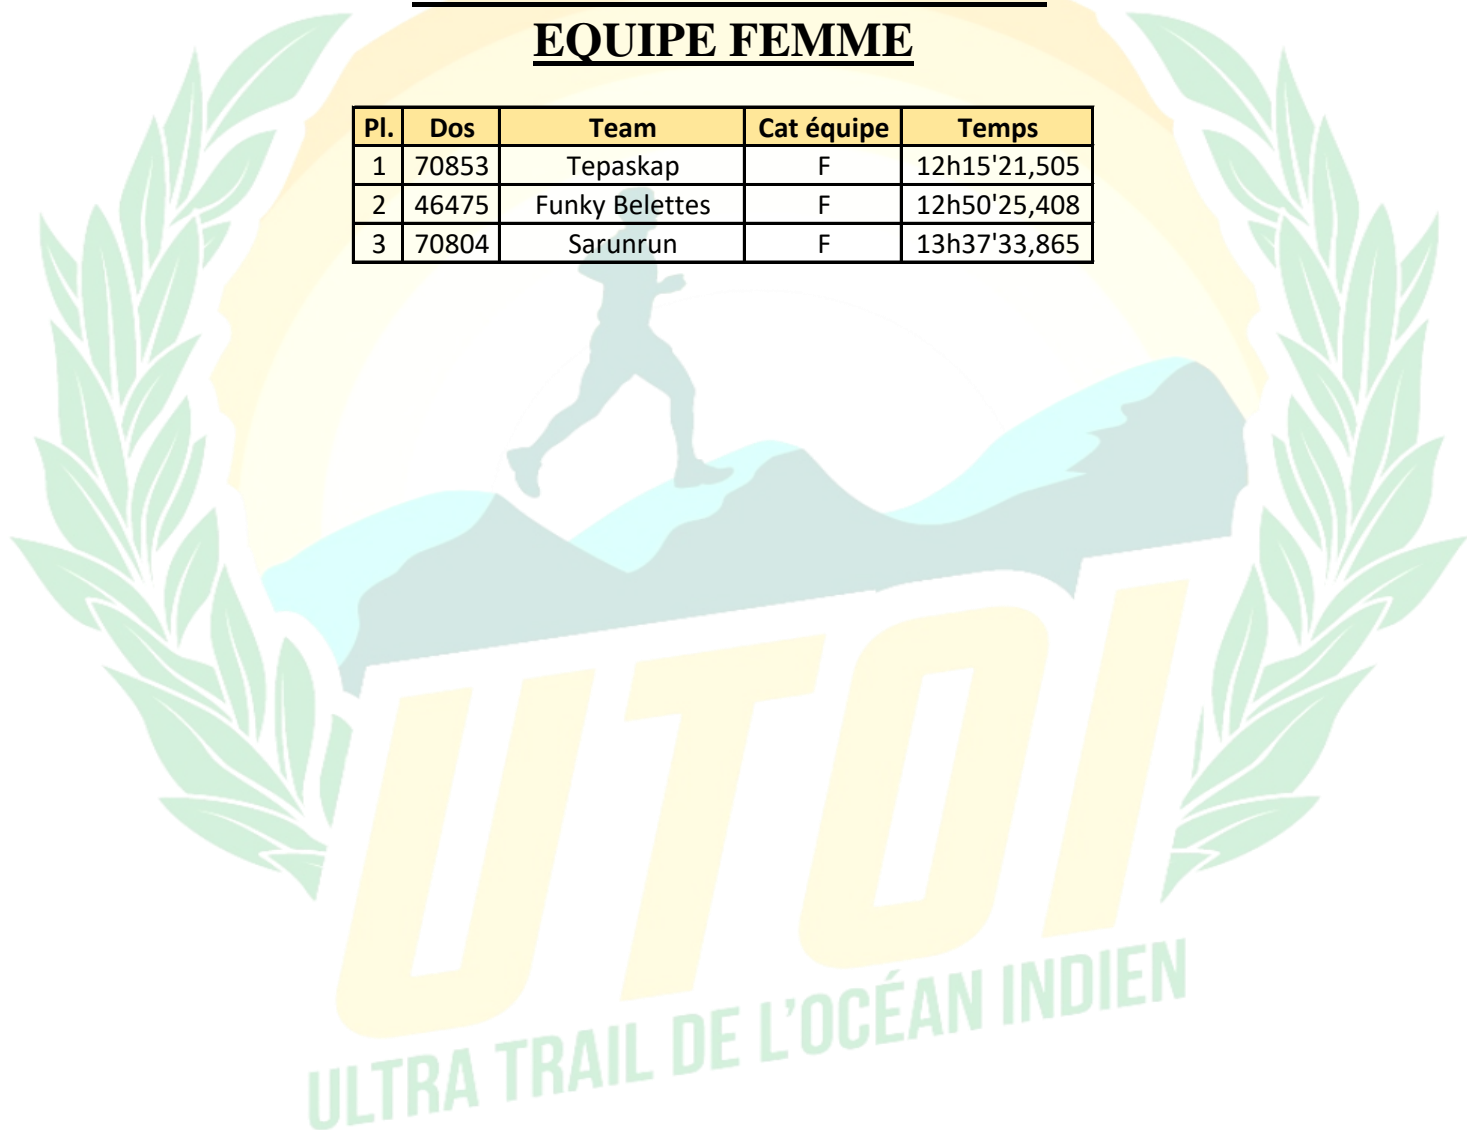 EQUIPE FEMME
Pl. Dos Team Cat équipe Temps
1 70853 Tepaskap F 12h15'21,505
2 46475 Funky Belettes F 12h50'25,408
3 70804 Sarunrun F 13h37'33,865
UTOI
ULTRA TRAIL DE L'OCÉAN INDIEN